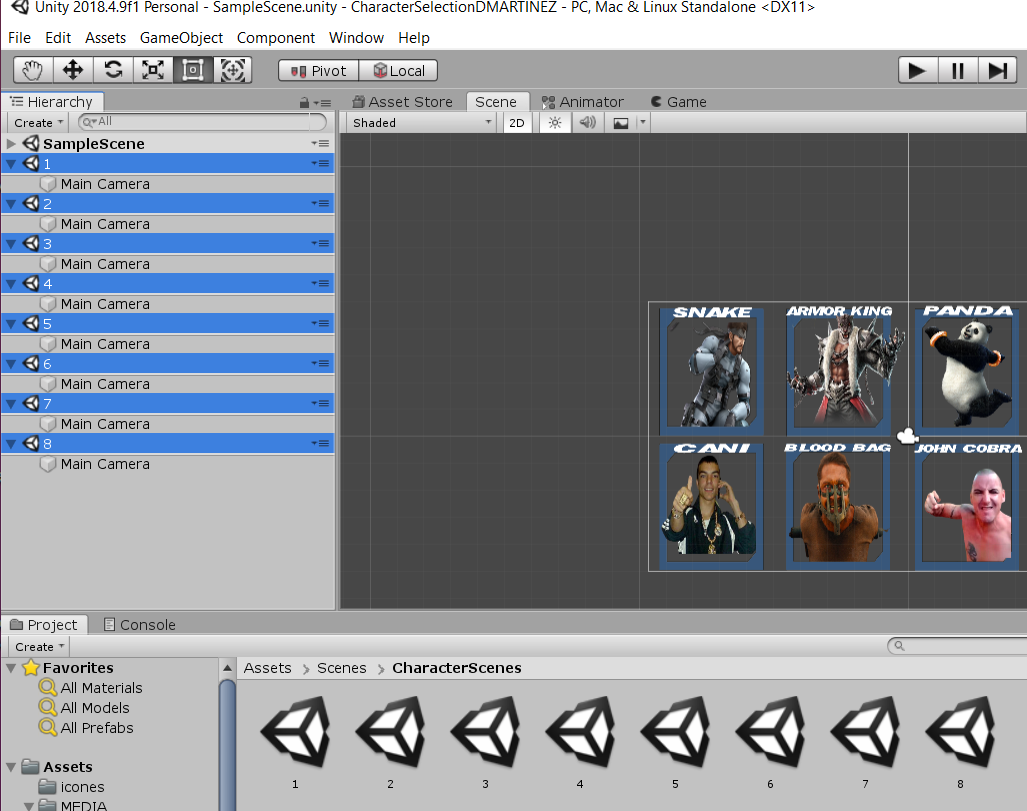 Unity 2018.4.9f1 Personal - SampleScene.unity - CharacterSelectionDMARTINEZ - PC, Mac & Linux Standalone <DX11>
File Edit Assets GameObject Component Window Help
Pivot Local
Hierarchy Asset Store Scene Animator Game
Create All Shaded 2D
SampleScene
1
Main Camera
2
Main Camera
3
Main Camera
4
Main Camera
5
Main Camera
6
Main Camera
7
Main Camera
8
Main Camera
SNAKE ARMOR KING PANDA
CANI BLOOD BAG JOHN COBRA
Project Console
Create
Favorites
All Materials
All Models
All Prefabs
Assets
icones
MEDIA
Assets Scenes CharacterScenes
1 2 3 4 5 6 7 8